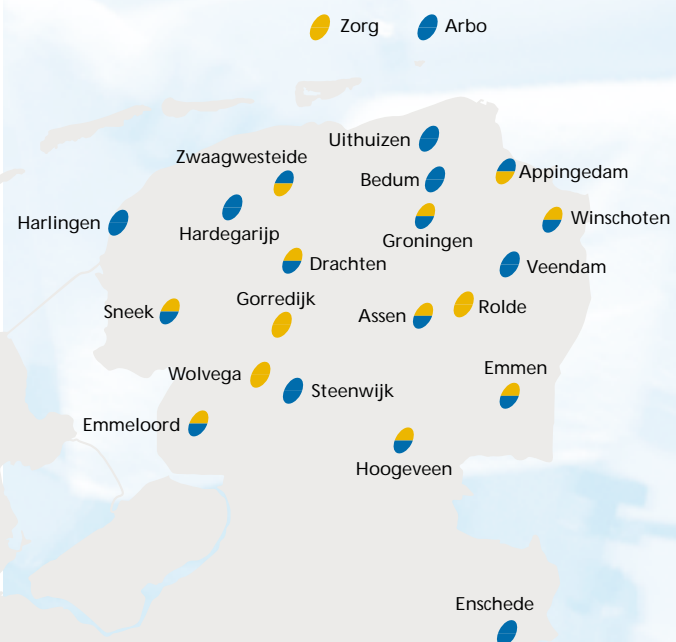 Zorg Arbo
Uithuizen
Zwaagwesteide
Bedum
Appingedam
Harlingen
Hardegarijp
Groningen
Winschoten
Drachten
Veendam
Sneek
Gorredijk
Assen
Rolde
Wolvega
Steenwijk
Emmen
Emmeloord
Hoogeveen
Enschede